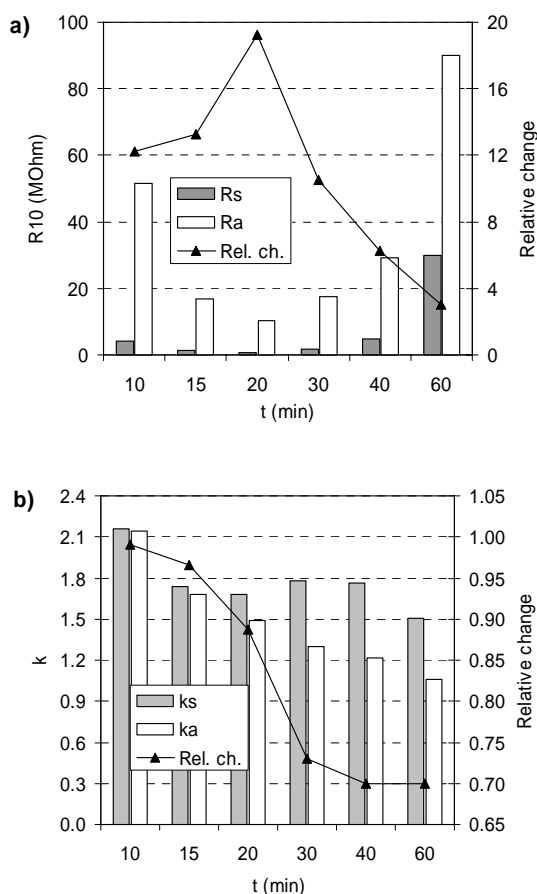 a)
100
80
60
40
20
0
R10 (MOhm)
20
16
12
8
4
0
Relative change
Rs
Ra
Rel. ch.
10 15 20 30 40 60
t (min)
b)
2.4
2.1
1.8
1.5
1.2
0.9
0.6
0.3
0.0
k
1.05
1.00
0.95
0.90
0.85
0.80
0.75
0.70
0.65
Relative change
ks
ka
Rel. ch.
10 15 20 30 40 60
t (min)